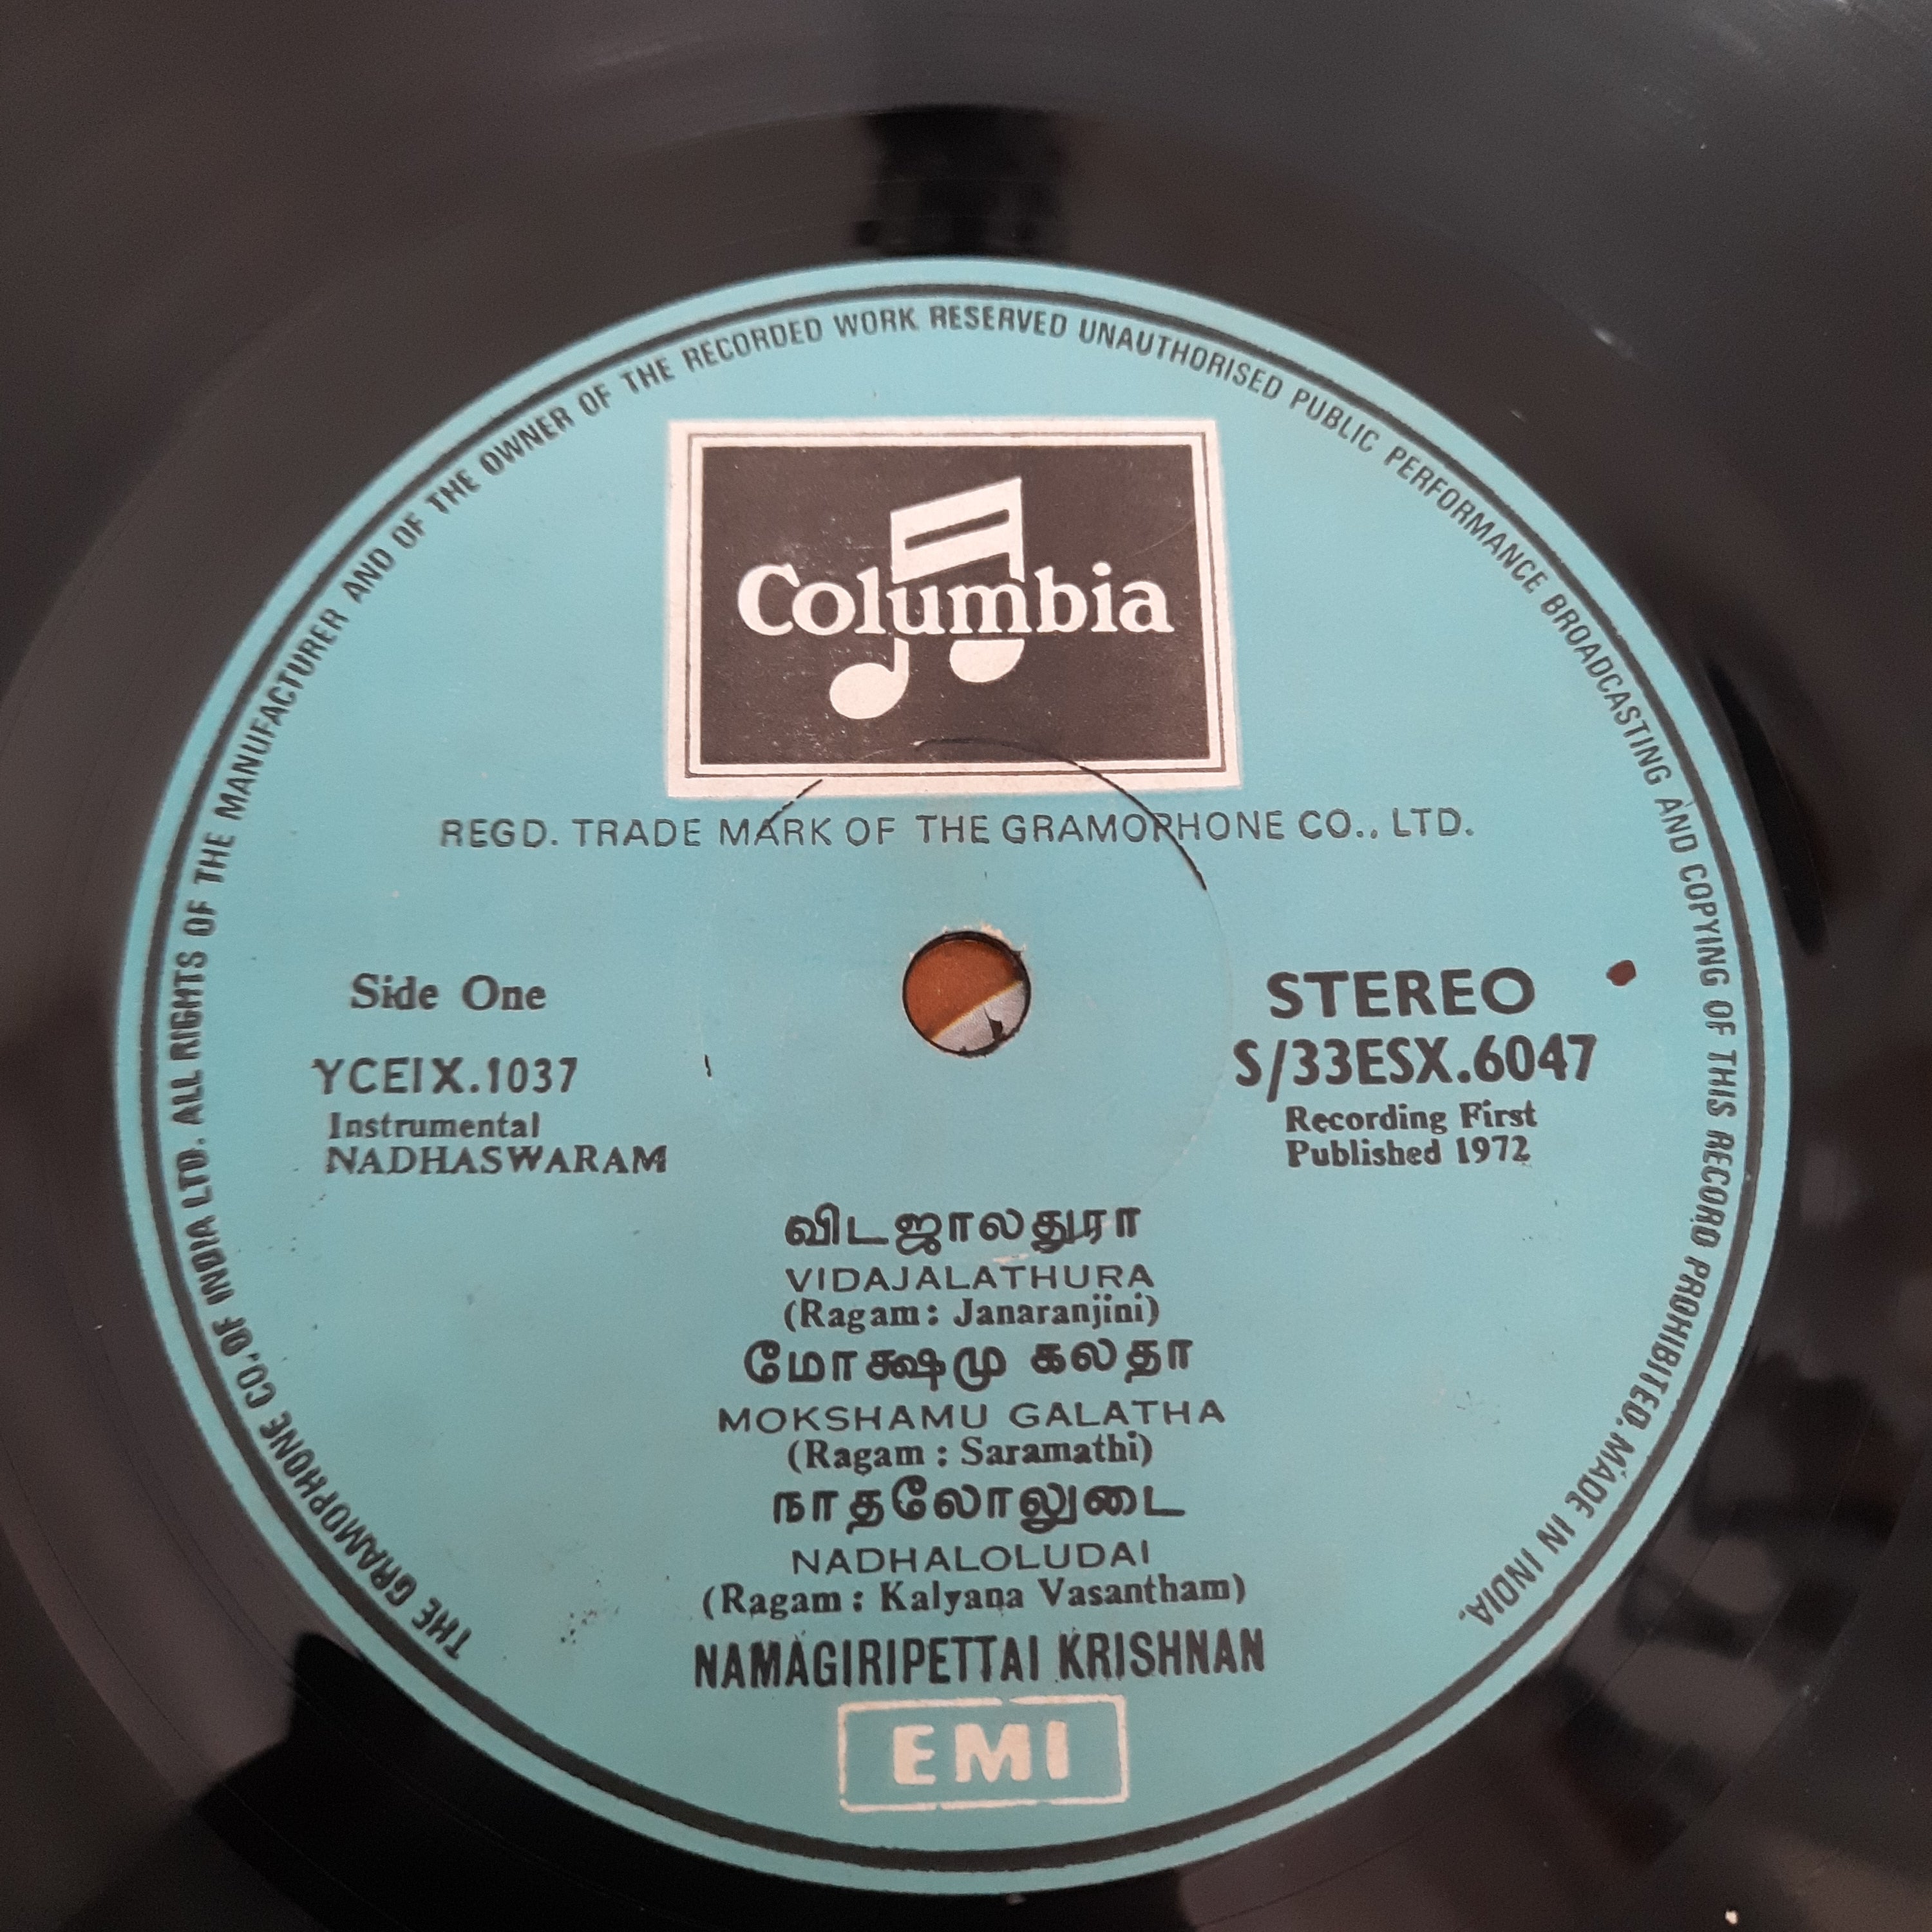 THE GRAMOPHONE CO. OF INDIA LTD. ALL RIGHTS OF THE MANUFACTURER AND OF THE OWNER OF THE RECORDED WORK RESERVED UNAUTHORISED PUBLIC PERFORMANCE BROADCASTING AND COPYING OF THIS RECORD PROHIBITED. MADE IN INDIA.
Columbia
REGD. TRADE MARK OF THE GRAMOPHONE CO., LTD.
Side One
YCEIX.1037
Instrumental
NADHASWARAM
STEREO
S/33ESX.6047
Recording First
Published 1972
விடஜாலதுரா
VIDAJALATHURA
(Ragam : Janaranjini)
மோக்ஷமு கலதா
MOKSHAMU GALATHA
(Ragam : Saramathi)
நாதலோலுடை
NADHALOLUDAI
(Ragam : Kalyana Vasantham)
NAMAGIRIPETTAI KRISHNAN
EMI